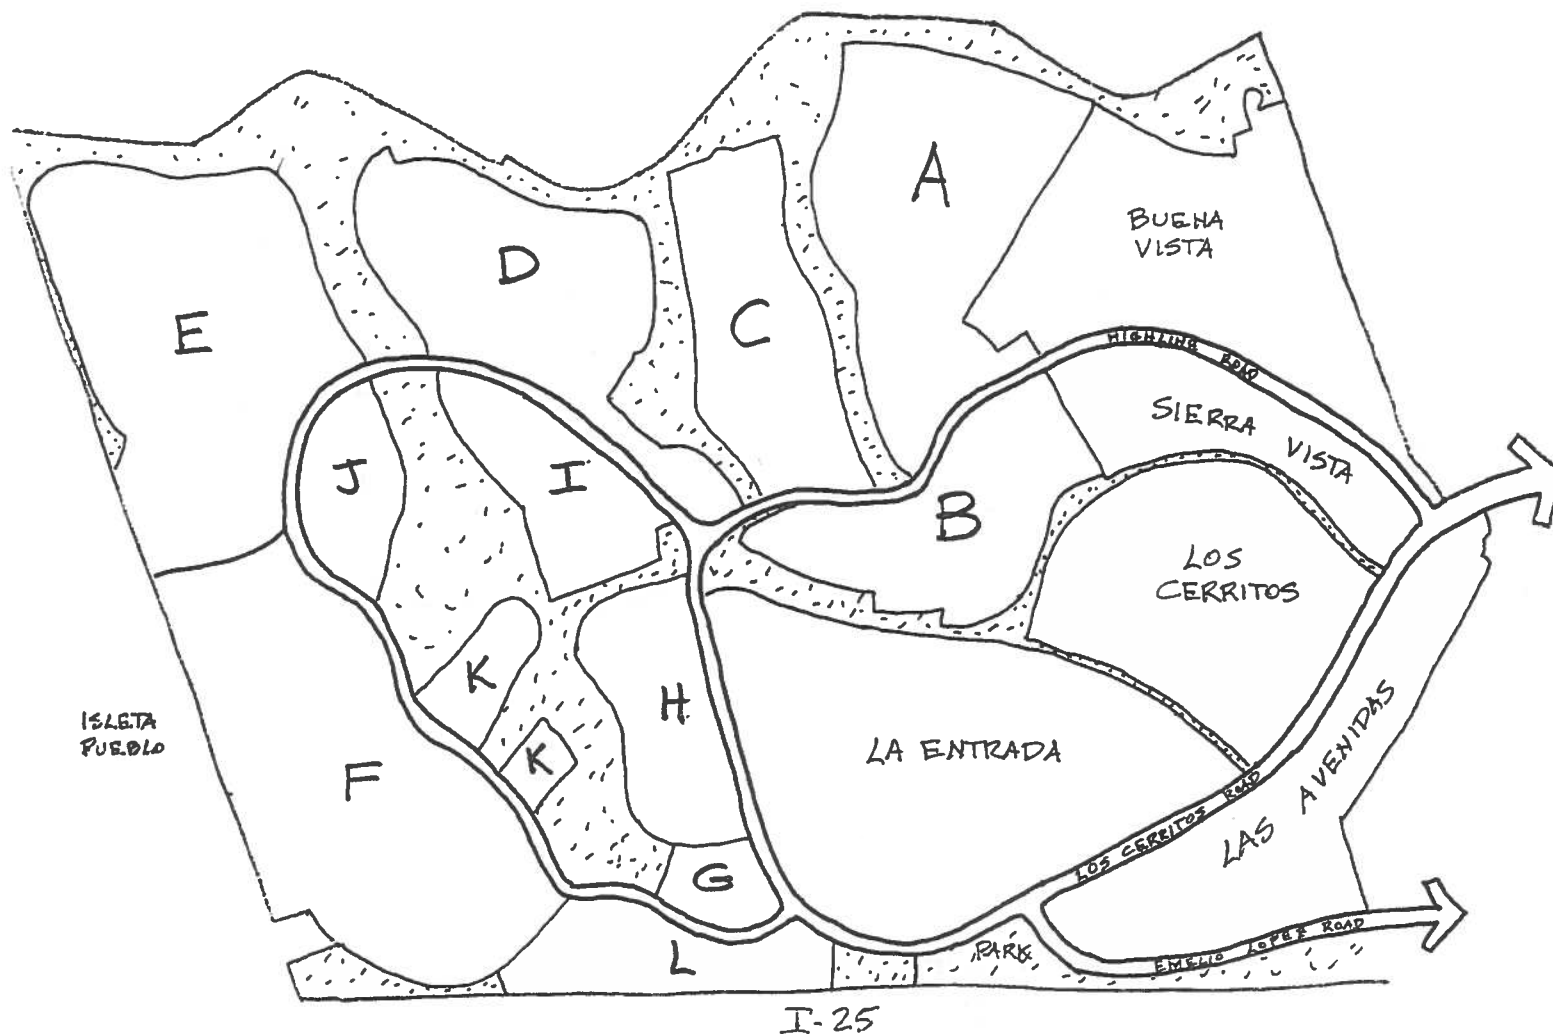 A
BUENA
VISTA
D
E
C
HIGHLINE ROAD
SIERRA
VISTA
J
I
B
LOS
CERRITOS
K
H
ISLETA
PUEBLO
LA ENTRADA
K
F
LAS AVENIDAS
LOS CERRITOS ROAD
G
L
PARK
EMELIO LOPEZ ROAD
I-25